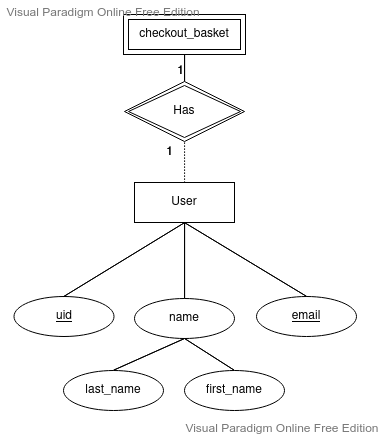 Visual Paradigm Online Free Edition
checkout_basket
1
Has
1
User
uid
name
email
last_name
first_name
Visual Paradigm Online Free Edition